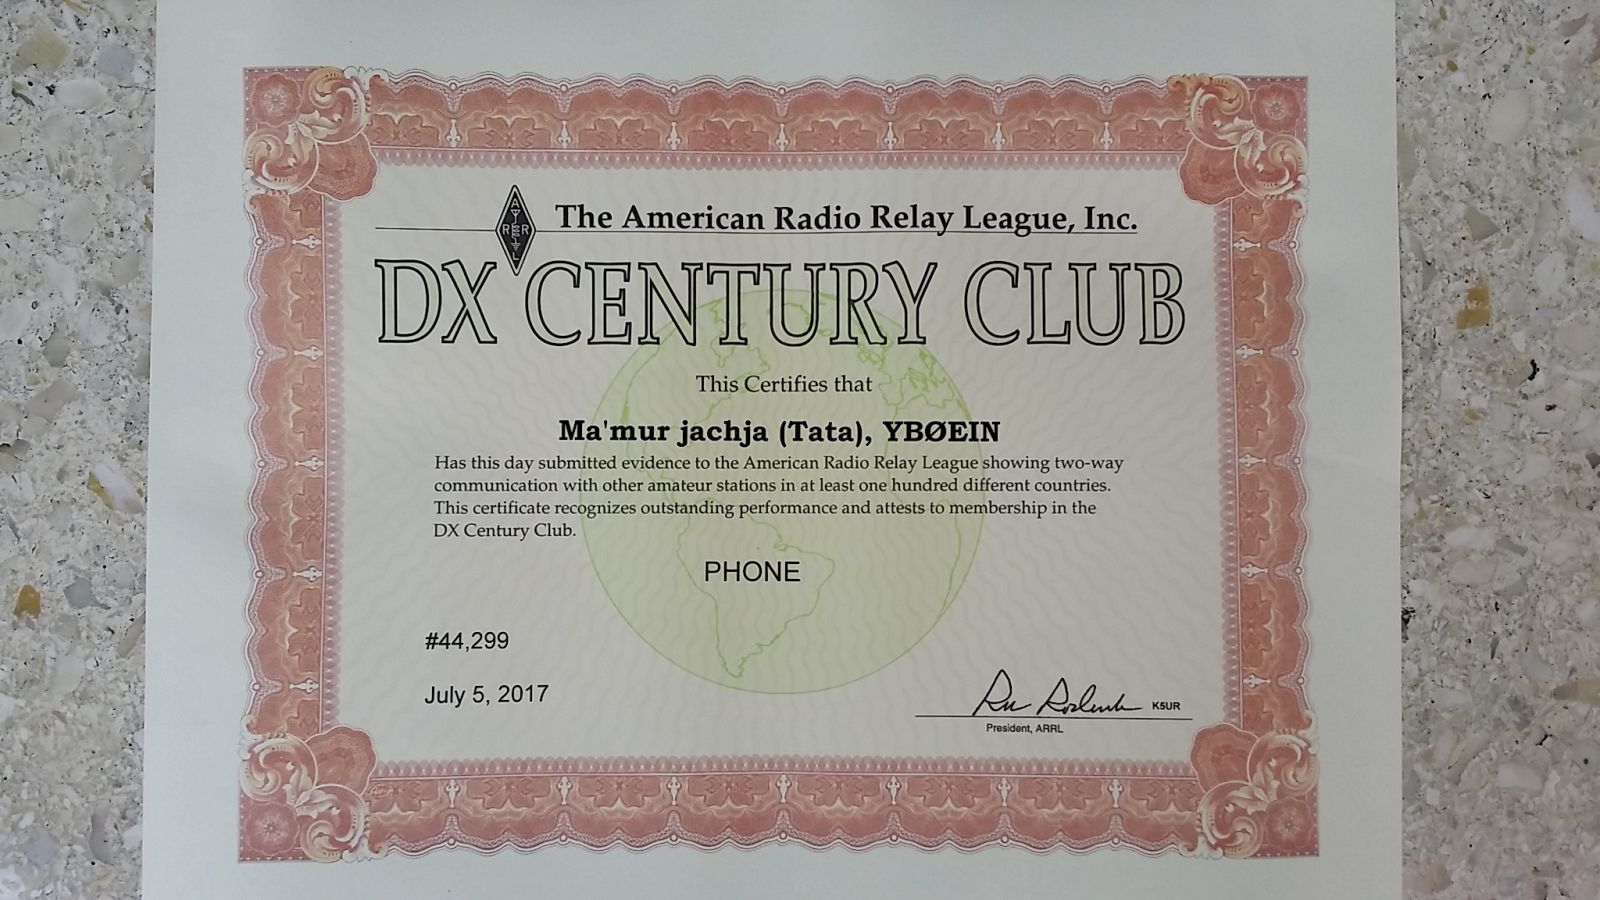 The American Radio Relay League, Inc.
A
R R
L
DX CENTURY CLUB
This Certifies that
Ma'mur jachja (Tata), YBØEIN
Has this day submitted evidence to the American Radio Relay League showing two-way
communication with other amateur stations in at least one hundred different countries.
This certificate recognizes outstanding performance and attests to membership in the
DX Century Club.
PHONE
#44,299
July 5, 2017
K5UR
President, ARRL